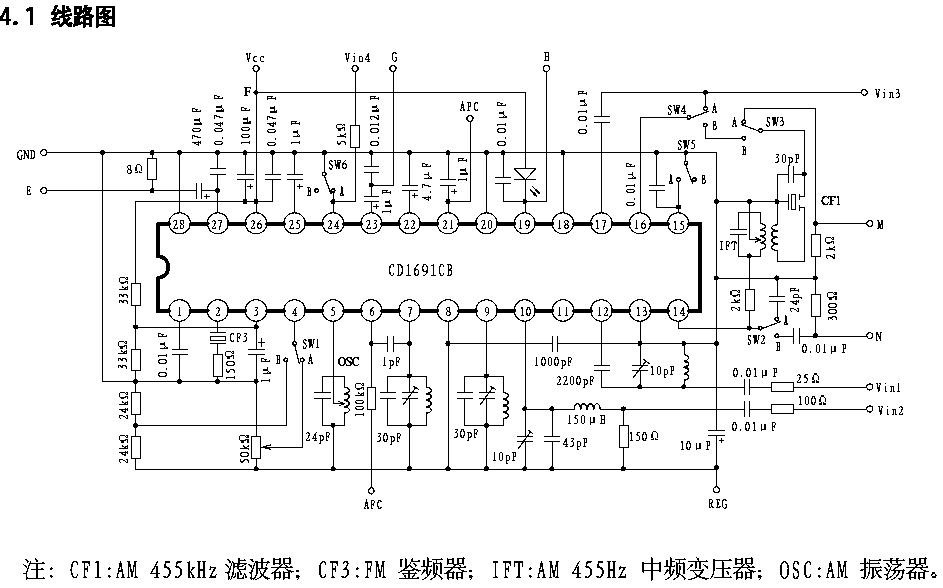 4.1 线路图
Vcc
Vin4
G
B
F
AFC
470μF
0.047μF
100μF
0.047μF
1μF
5kΩ
0.012μF
4.7μF
1μF
0.01μF
0.01μF
SW4
A
B
A
SW3
B
Vin3
GND
8Ω
E
SW6
B
A
1μF
0.01μF
SW5
A
B
30pF
CF1
28 27 26 25 24 23 22 21 20 19 18 17 16 15
IFT
M
2kΩ
CD1691CB
33kΩ
2kΩ
24pF
300Ω
1 2 3 4 5 6 7 8 9 10 11 12 13 14
SW2
A
B
N
0.01μF
33kΩ
0.01μF
CF3
150Ω
1μF
SW1
B
A
OSC
1pF
1000pF
2200pF
10pF
0.01μF
25Ω
Vin1
24kΩ
100kΩ
100Ω
Vin2
0.01μF
24kΩ
50kΩ
24pF
30pF
30pF
150μB
10pF
43pF
150Ω
10μF
AFC
REG
注: CF1:AM 455kHz 滤波器; CF3:FM 鉴频器; IFT:AM 455Hz 中频变压器; OSC:AM 振荡器。